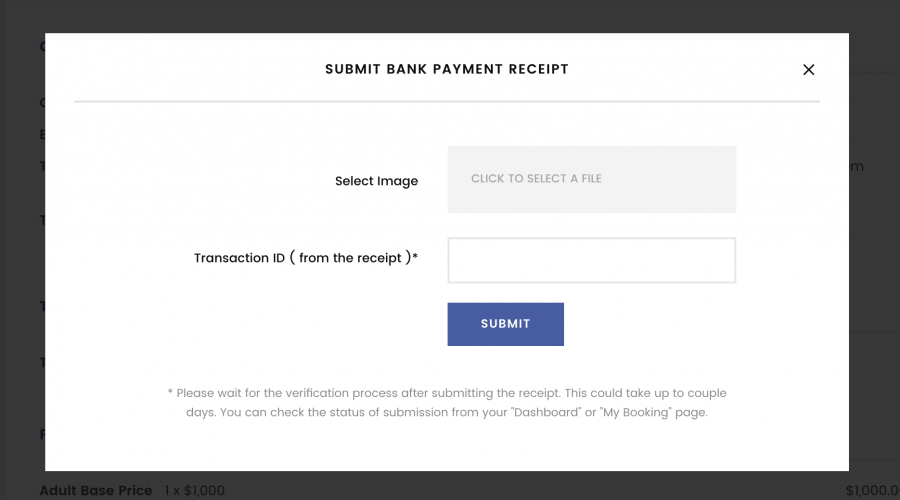 SUBMIT BANK PAYMENT RECEIPT
Select Image
CLICK TO SELECT A FILE
Transaction ID ( from the receipt )*
SUBMIT
* Please wait for the verification process after submitting the receipt. This could take up to couple
days. You can check the status of submission from your "Dashboard" or "My Booking" page.
Adult Base Price 1 x $1,000 $1,000.0